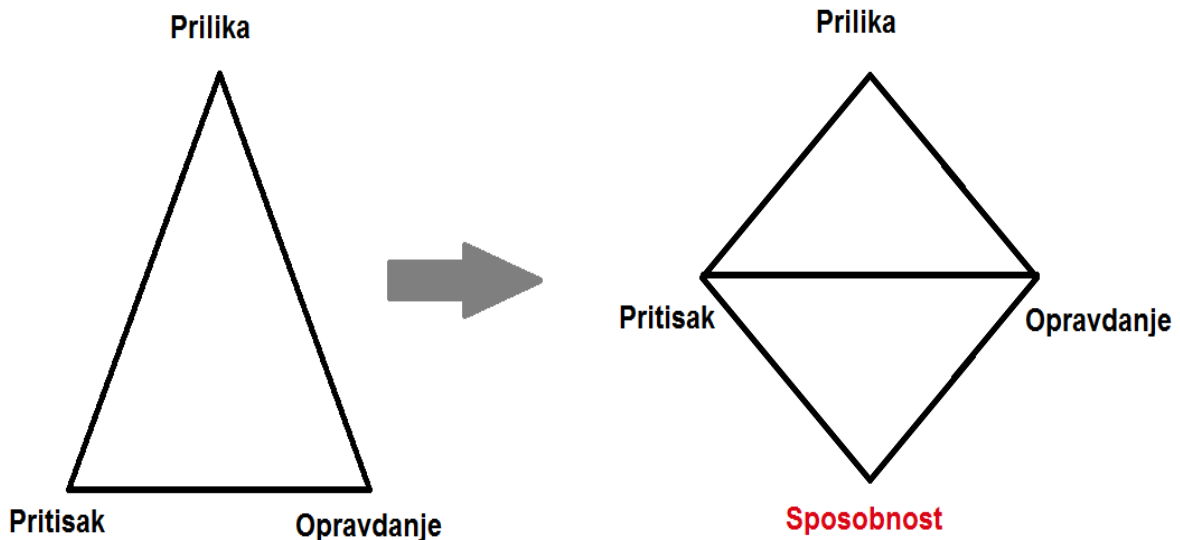 Prilika
Pritisak
Opravdanje
Prilika
Pritisak
Opravdanje
Sposobnost